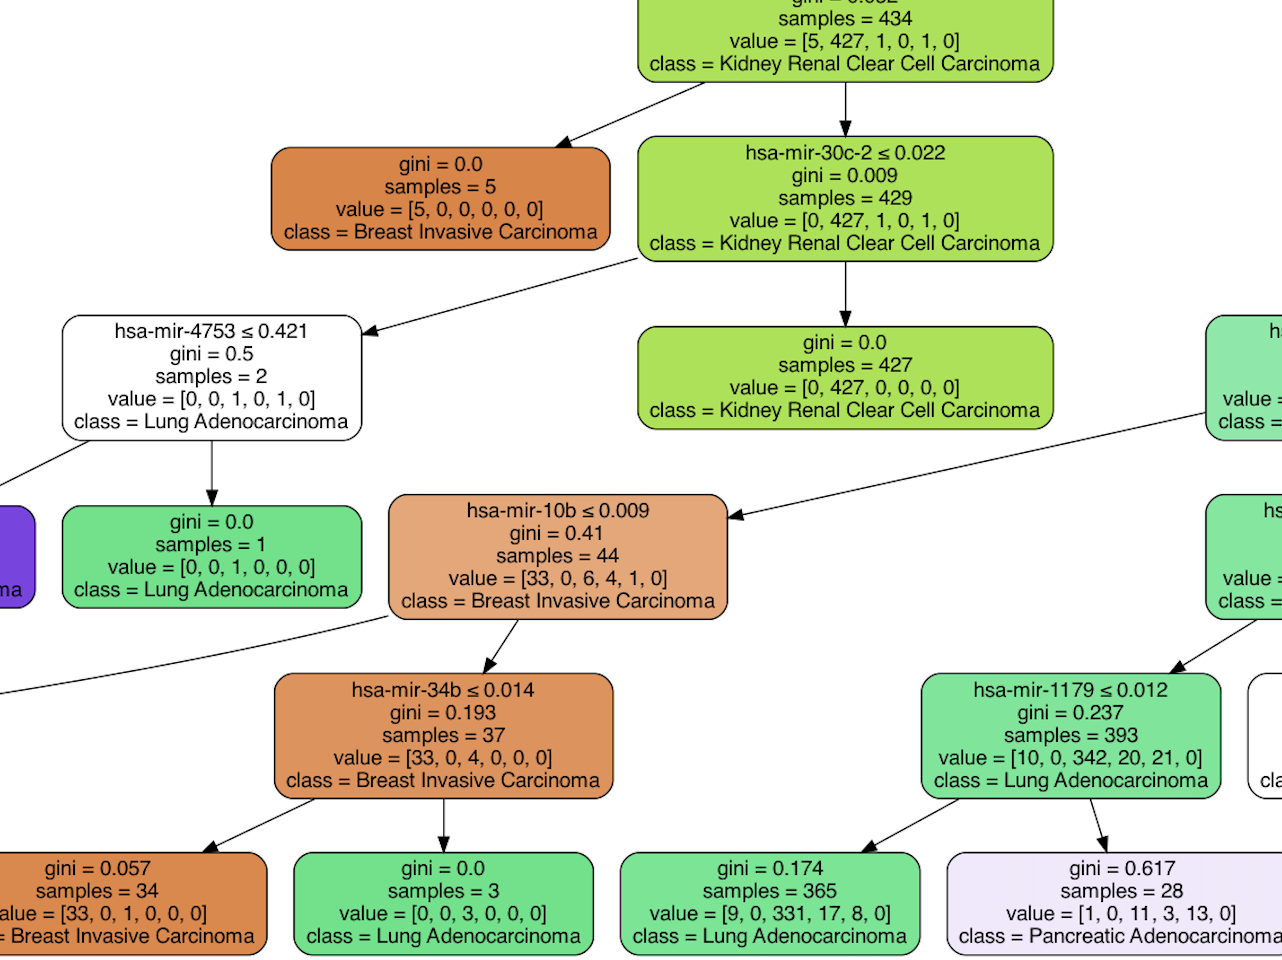 samples = 434
value = [5, 427, 1, 0, 1, 0]
class = Kidney Renal Clear Cell Carcinoma
gini = 0.0
samples = 5
value = [5, 0, 0, 0, 0, 0]
class = Breast Invasive Carcinoma
hsa-mir-30c-2 ≤ 0.022
gini = 0.009
samples = 429
value = [0, 427, 1, 0, 1, 0]
class = Kidney Renal Clear Cell Carcinoma
hsa-mir-4753 ≤ 0.421
gini = 0.5
samples = 2
value = [0, 0, 1, 0, 1, 0]
class = Lung Adenocarcinoma
gini = 0.0
samples = 427
value = [0, 427, 0, 0, 0, 0]
class = Kidney Renal Clear Cell Carcinoma
value =
class =
gini = 0.0
samples = 1
value = [0, 0, 1, 0, 0, 0]
class = Lung Adenocarcinoma
hsa-mir-10b ≤ 0.009
gini = 0.41
samples = 44
value = [33, 0, 6, 4, 1, 0]
class = Breast Invasive Carcinoma
value =
class =
hsa-mir-34b ≤ 0.014
gini = 0.193
samples = 37
value = [33, 0, 4, 0, 0, 0]
class = Breast Invasive Carcinoma
hsa-mir-1179 ≤ 0.012
gini = 0.237
samples = 393
value = [10, 0, 342, 20, 21, 0]
class = Lung Adenocarcinoma
gini = 0.057
samples = 34
= [33, 0, 1, 0, 0, 0]
= Breast Invasive Carcinoma
gini = 0.0
samples = 3
value = [0, 0, 3, 0, 0, 0]
class = Lung Adenocarcinoma
gini = 0.174
samples = 365
value = [9, 0, 331, 17, 8, 0]
class = Lung Adenocarcinoma
gini = 0.617
samples = 28
value = [1, 0, 11, 3, 13, 0]
class = Pancreatic Adenocarcinoma